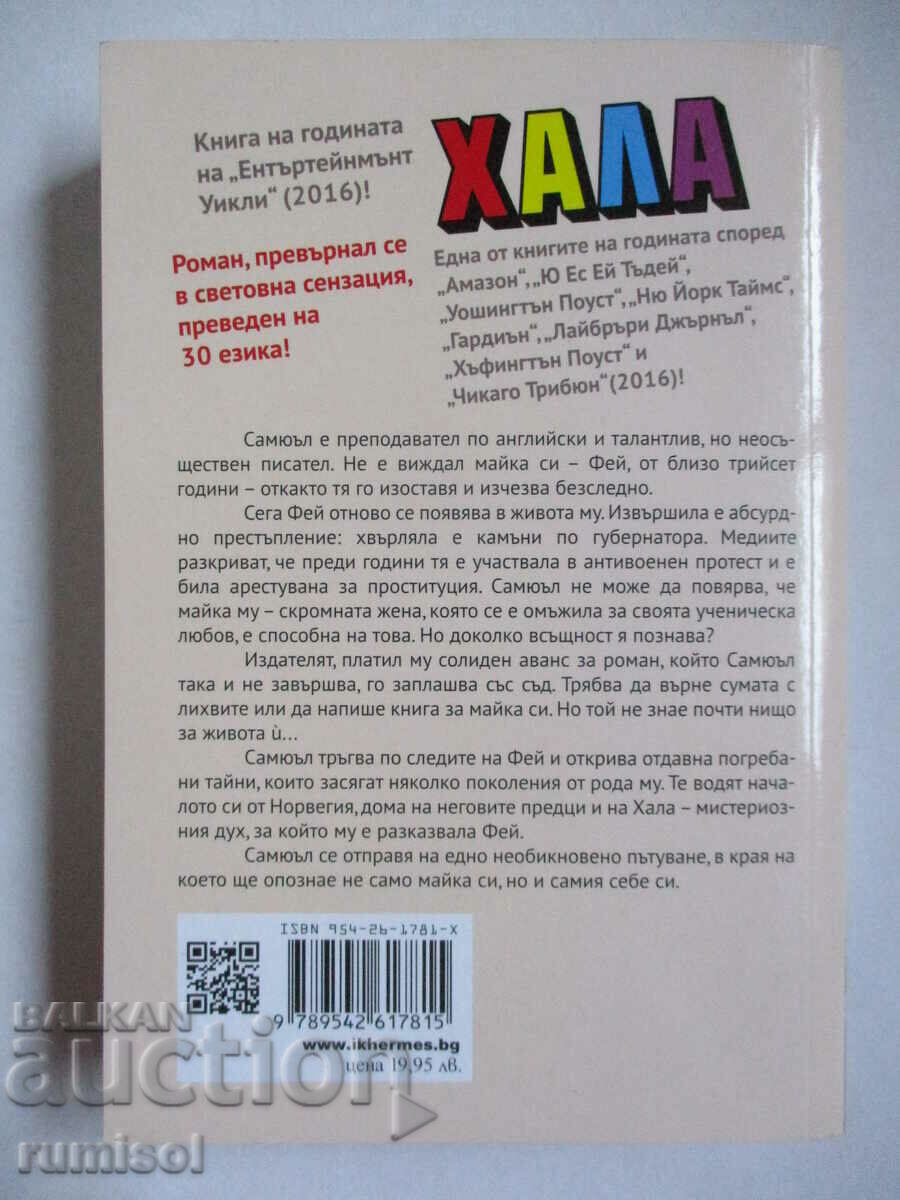 Книга на годината
на „Ентъртейнмънт
Уикли“ (2016)!
Роман, превърнал се
в световна сензация,
преведен на
30 езика!
ХАЛА
Една от книгите на годината според
„Амазон“, „Ю Ес Ей Тъдей“,
„Уошингтън Поуст“, „Ню Йорк Таймс“,
„Гардиън“, „Лайбръри Джърнъл“,
„Хъфингтън Поуст“ и
„Чикаго Трибюн“ (2016)!
Самюъл е преподавател по английски и талантлив, но неосъ-
ществен писател. Не е виждал майка си – Фей, от близо трийсет
години – откакто тя го изоставя и изчезва безследно.
Сега Фей отново се появява в живота му. Извършила е абсурд-
но престъпление: хвърляла е камъни по губернатора. Медиите
разкриват, че преди години тя е участвала в антивоенен протест и е
била арестувана за проституция. Самюъл не може да повярва, че
майка му – скромната жена, която се е омъжила за своята ученическа
любов, е способна на това. Но доколко всъщност я познава?
Издателят, платил му солиден аванс за роман, който Самюъл
така и не завършва, го заплашва със съд. Трябва да върне сумата с
лихвите или да напише книга за майка си. Но той не знае почти нищо
за живота ѝ...
Самюъл тръгва по следите на Фей и открива отдавна погребе-
ни тайни, които засягат няколко поколения от рода му. Те водят нача-
лото си от Норвегия, дома на неговите предци и на Хала – мистериоз-
ния дух, за който му е разказвала Фей.
Самюъл се отправя на едно необикновено пътуване, в края на
което ще опознае не само майка си, но и самия себе си.
ISBN 954-26-1781-X
9 789542 617815
www.ikhermes.bg
цена 19,95 лв.
BALKAN
auction
rumisol